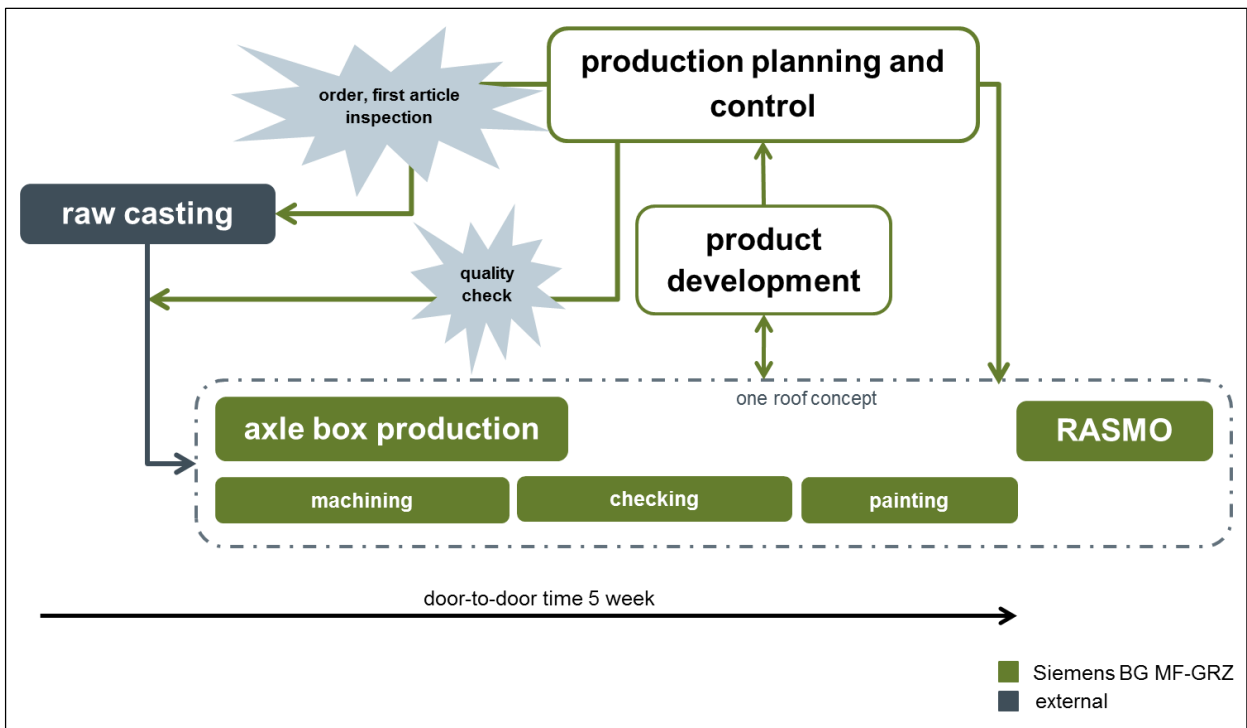 production planning and
control
order, first article
inspection
raw casting
product
development
quality
check
one roof concept
axle box production
RASMO
machining
checking
painting
door-to-door time 5 week
Siemens BG MF-GRZ
external